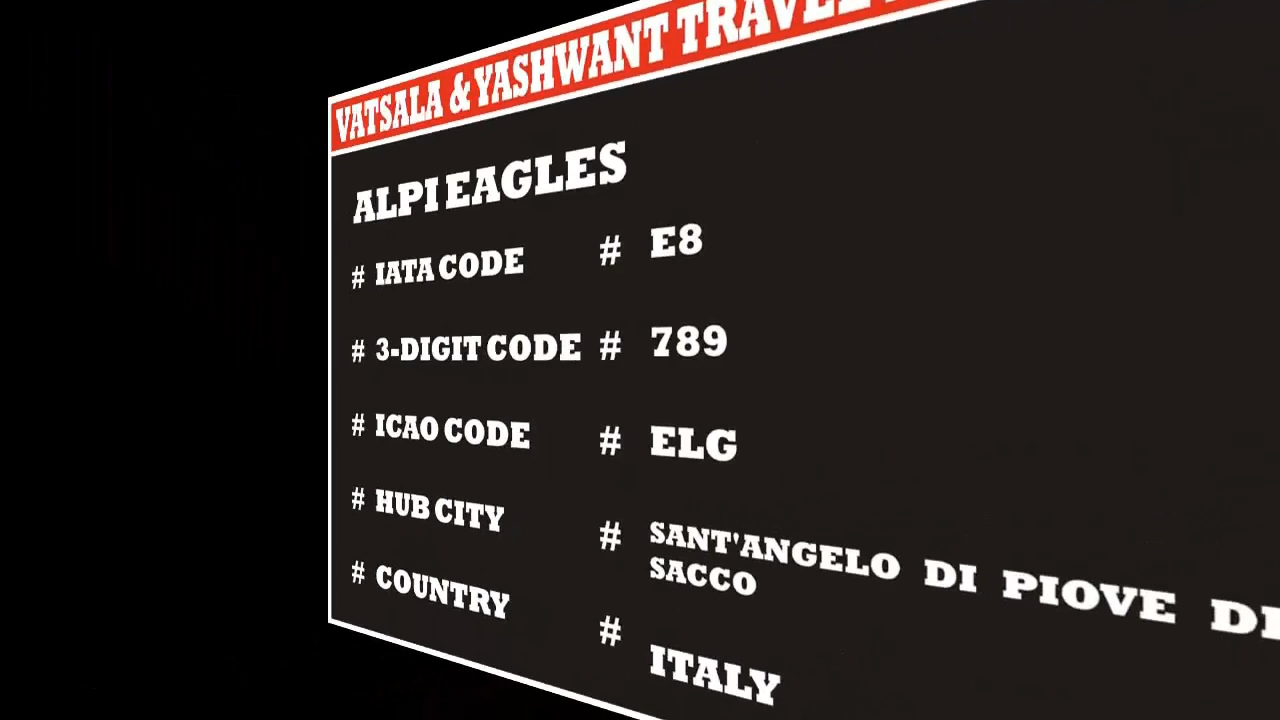 VATSALA & YASHWANT TRAVEL
ALPI EAGLES
# IATA CODE # E8
# 3-DIGIT CODE # 789
# ICAO CODE # ELG
# HUB CITY # SANT'ANGELO DI PIOVE DI
SACCO
# COUNTRY # ITALY